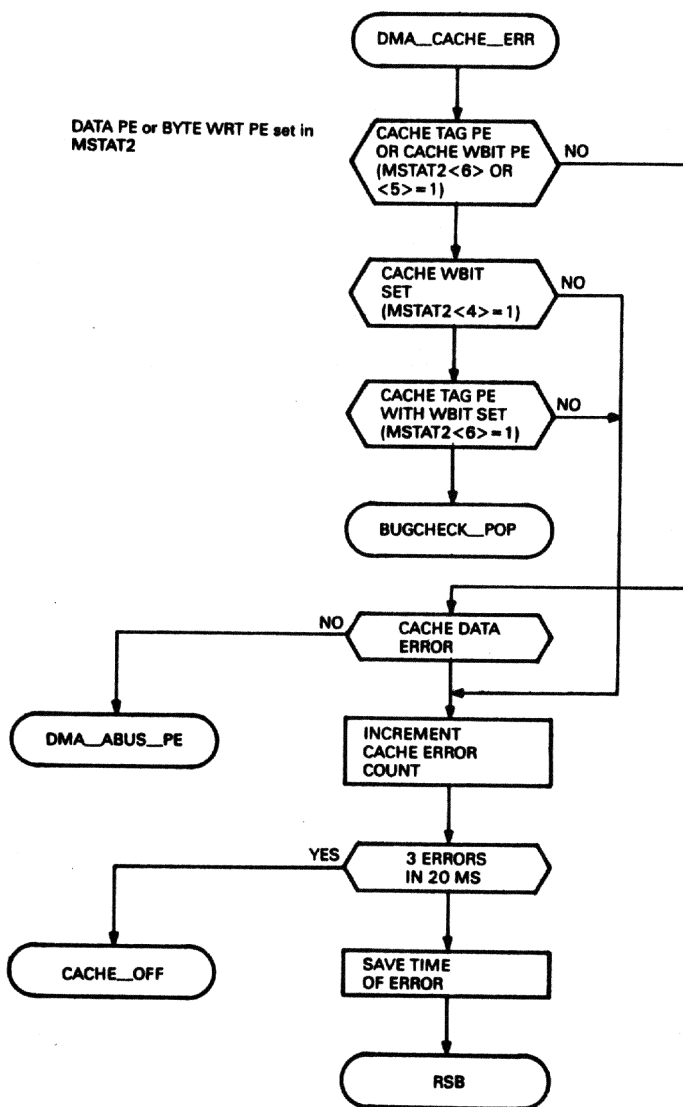 DMA__CACHE__ERR
DATA PE or BYTE WRT PE set in
MSTAT2
CACHE TAG PE
OR CACHE WBIT PE
(MSTAT2<6> OR
<5>=1)
NO
CACHE WBIT
SET
(MSTAT2<4>=1)
NO
CACHE TAG PE
WITH WBIT SET
(MSTAT2<6>=1)
NO
BUGCHECK__POP
NO
CACHE DATA
ERROR
DMA__ABUS__PE
INCREMENT
CACHE ERROR
COUNT
YES
3 ERRORS
IN 20 MS
CACHE__OFF
SAVE TIME
OF ERROR
RSB